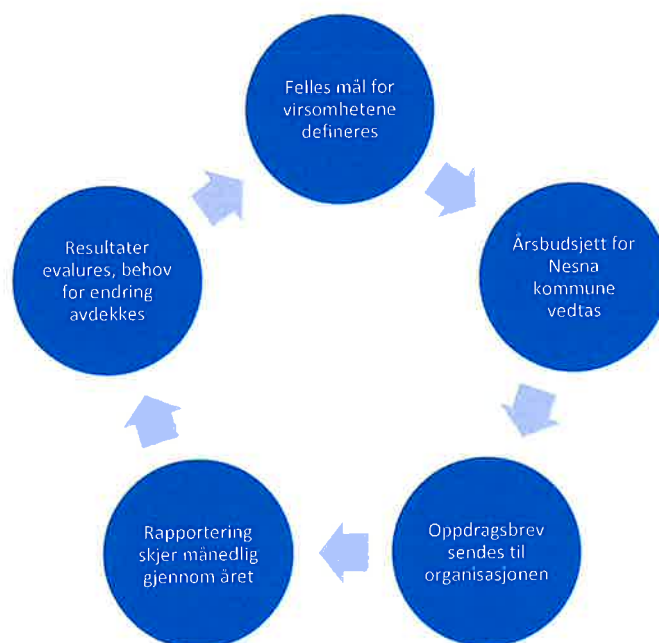 Felles mål for
virsomhetene
defineres
Årsbudsjett for
Nesna
kommune
vedtas
Oppdragsbrev
sendes til
organisasjonen
Rapportering
skjer månedlig
gjennom året
Resultater
evalures, behov
for endring
avdekkes